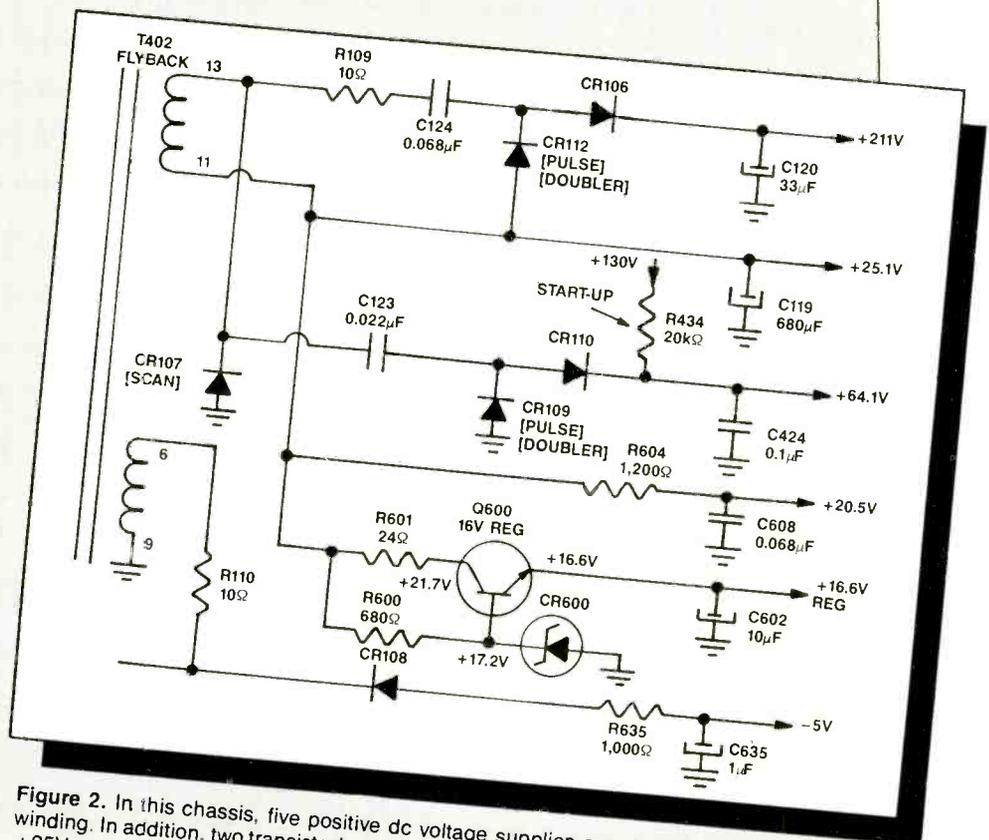 T402
FLYBACK
13
R109
10Ω
C124
0.068µF
CR106
+211V
C120
33µF
11
CR112
[PULSE]
[DOUBLER]
+130V
+25.1V
C119
680µF
START-UP
R434
20kΩ
C123
0.022µF
CR110
+64.1V
CR107
[SCAN]
CR109
[PULSE]
[DOUBLER]
C424
0.1µF
6
9
R604
1,200Ω
+20.5V
C608
0.068µF
R601
24Ω
Q600
16V REG
+16.6V
+16.6V
REG
+21.7V
R110
10Ω
R600
680Ω
CR600
C602
10µF
+17.2V
CR108
R635
1,000Ω
-5V
C635
1µF
Figure 2. In this chassis, five positive dc voltage supplies
winding. In addition, two